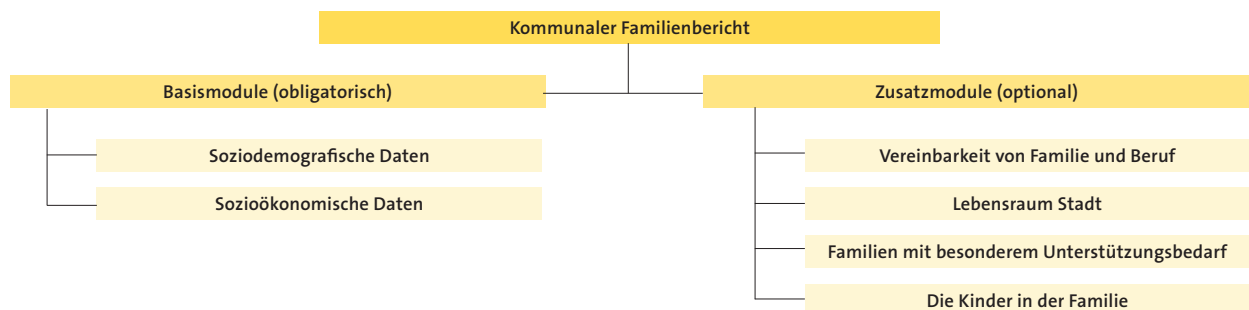 Kommunaler Familienbericht
Basismodule (obligatorisch)
Soziodemografische Daten
Sozioökonomische Daten
Zusatzmodule (optional)
Vereinbarkeit von Familie und Beruf
Lebensraum Stadt
Familien mit besonderem Unterstützungsbedarf
Die Kinder in der Familie